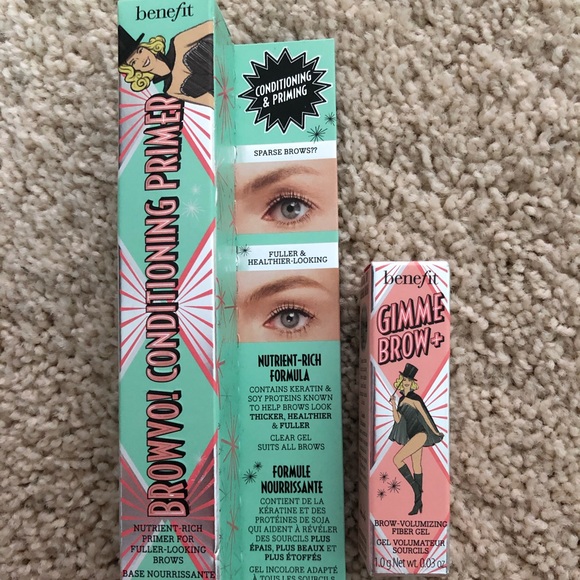 benefit
BROWVO! CONDITIONING PRIMER
NUTRIENT-RICH
PRIMER FOR
FULLER-LOOKING
BROWS
BASE NOURRISSANTE
CONDITIONING
& PRIMING
SPARSE BROWS??
FULLER &
HEALTHIER-LOOKING
NUTRIENT-RICH
FORMULA
CONTAINS KERATIN &
SOY PROTEINS KNOWN
TO HELP BROWS LOOK
THICKER, HEALTHIER
& FULLER
CLEAR GEL
SUITS ALL BROWS
FORMULE
NOURRISSANTE
CONTIENT DE LA
KÉRATINE ET DES
PROTÉINES DE SOJA
QUI AIDENT À RÉVÉLER
DES SOURCILS PLUS
ÉPAIS, PLUS BEAUX ET
PLUS ÉTOFFÉS
GEL INCOLORE ADAPTÉ
À TOUS LES SOURCILS
benefit
GIMME
BROW+
BROW-VOLUMIZING
FIBER GEL
GEL VOLUMATEUR
SOURCILS
1.0 g Net wt. 0.03 oz